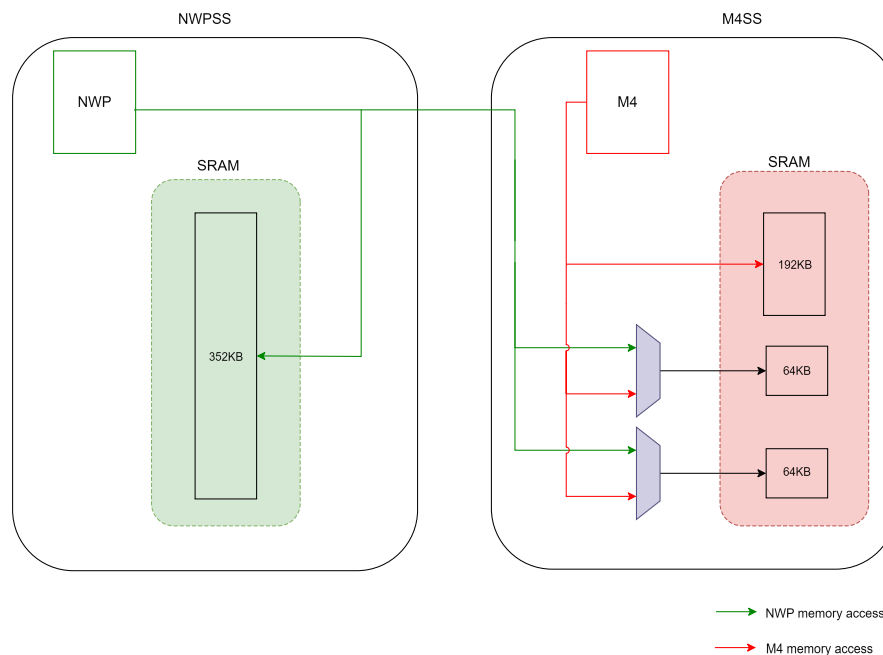 NWPSS
M4SS
NWP
M4
SRAM
SRAM
192KB
352KB
64KB
64KB
NWP memory access
M4 memory access